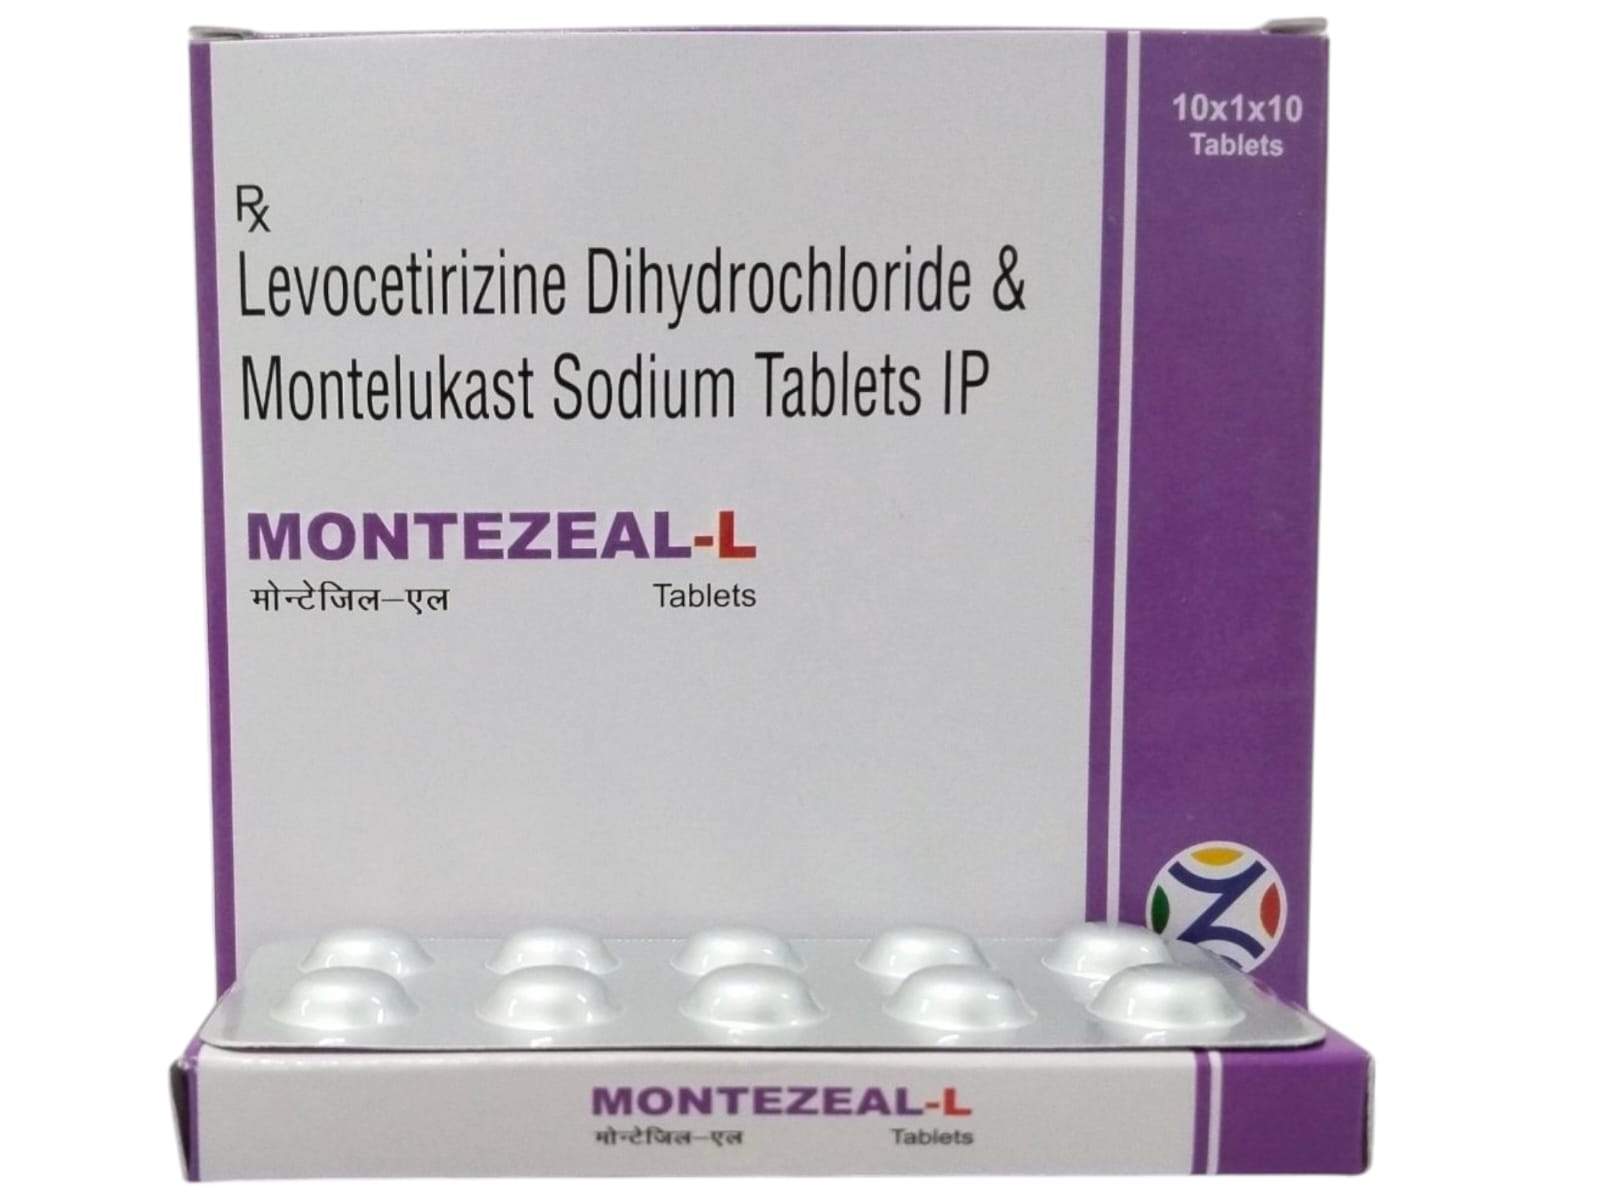 10x1x10
Tablets
Rx
Levocetirizine Dihydrochloride &
Montelukast Sodium Tablets IP
MONTEZEAL-L
मोन्टेजिल–एल Tablets
MONTEZEAL-L
मोन्टेजिल–एल Tablets